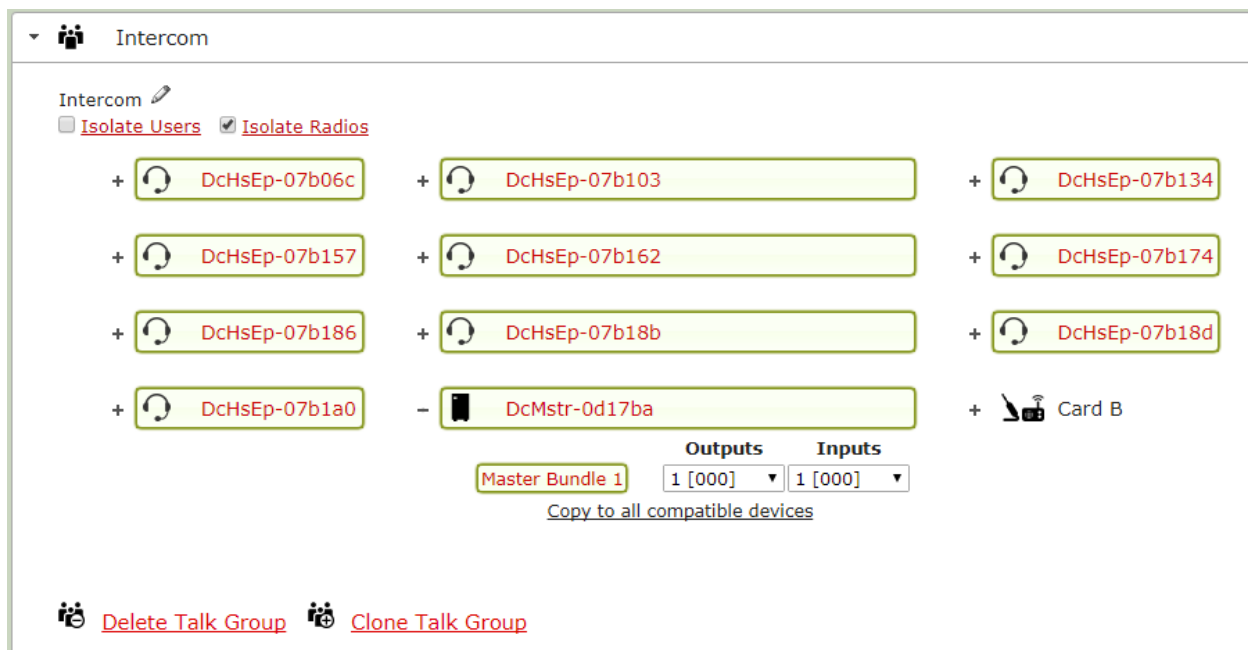 Intercom
Intercom
Isolate Users Isolate Radios
+ DcHsEp-07b06c + DcHsEp-07b103 + DcHsEp-07b134
+ DcHsEp-07b157 + DcHsEp-07b162 + DcHsEp-07b174
+ DcHsEp-07b186 + DcHsEp-07b18b + DcHsEp-07b18d
+ DcHsEp-07b1a0 − DcMstr-0d17ba + Card B
Outputs Inputs
Master Bundle 1 1 [000] 1 [000]
Copy to all compatible devices
Delete Talk Group Clone Talk Group